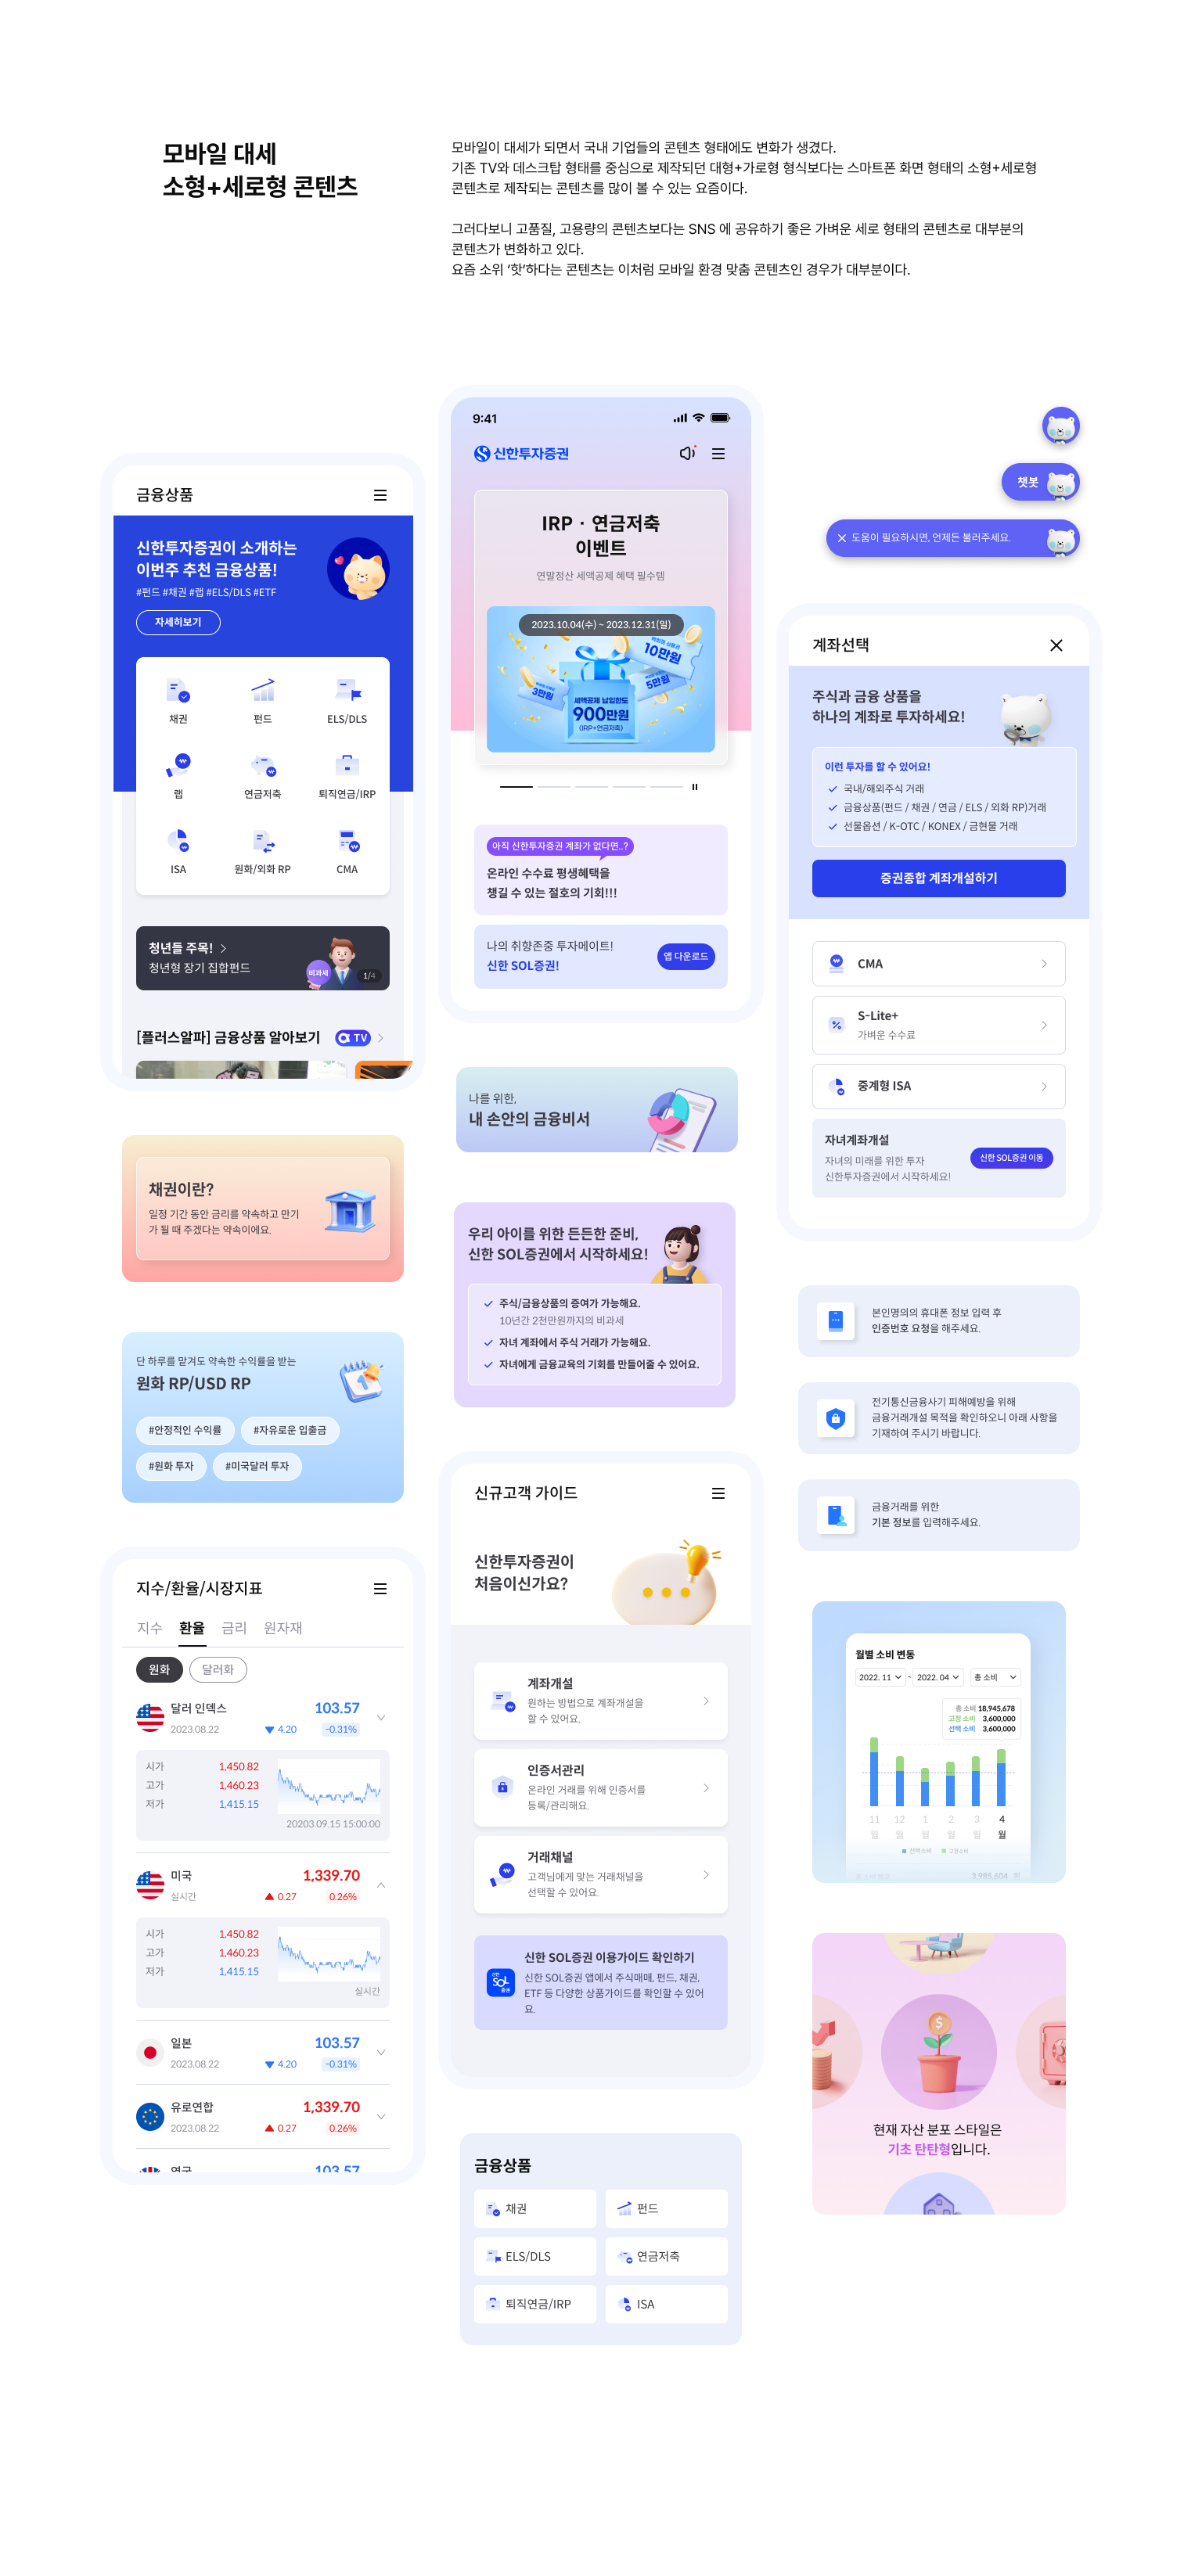 모바일 대세
소형+세로형 콘텐츠
모바일이 대세가 되면서 국내 기업들의 콘텐츠 형태에도 변화가 생겼다.
기존 TV와 데스크탑 형태를 중심으로 제작되던 대형+가로형 형식보다는 스마트폰 화면 형태의 소형+세로형
콘텐츠로 제작되는 콘텐츠를 많이 볼 수 있는 요즘이다.
그러다보니 고품질, 고용량의 콘텐츠보다는 SNS 에 공유하기 좋은 가벼운 세로 형태의 콘텐츠로 대부분의
콘텐츠가 변화하고 있다.
요즘 소위 ‘핫’하다는 콘텐츠는 이처럼 모바일 환경 맞춤 콘텐츠인 경우가 대부분이다.
금융상품
신한투자증권이 소개하는
이번주 추천 금융상품!
#펀드 #채권 #랩 #ELS/DLS #ETF
자세히보기
채권
펀드
ELS/DLS
랩
연금저축
퇴직연금/IRP
ISA
원화/외화 RP
CMA
청년들 주목!
청년형 장기 집합펀드
비과세
1/4
[플러스알파] 금융상품 알아보기
TV
채권이란?
일정 기간 동안 금리를 약속하고 만기
가 될 때 주겠다는 약속이에요.
단 하루를 맡겨도 약속한 수익률을 받는
원화 RP/USD RP
1
#안정적인 수익률
#자유로운 입출금
#원화 투자
#미국달러 투자
지수/환율/시장지표
지수 환율 금리 원자재
원화
달러화
달러 인덱스
103.57
2023.08.22
4.20
-0.31%
시가 1,450.82
고가 1,460.23
저가 1,415.15
20203.09.15 15:00:00
미국
1,339.70
실시간
0.27
0.26%
시가 1,450.82
고가 1,460.23
저가 1,415.15
실시간
일본
103.57
2023.08.22
4.20
-0.31%
유로연합
1,339.70
2023.08.22
0.27
0.26%
영국
103.57
9:41
신한투자증권
IRP · 연금저축
이벤트
연말정산 세액공제 혜택 필수템
2023.10.04(수) ~ 2023.12.31(일)
10만원
3만원
5만원
세액공제 납입한도
900만원
(IRP+연금저축)
아직 신한투자증권 계좌가 없다면..?
온라인 수수료 평생혜택을
챙길 수 있는 절호의 기회!!!
나의 취향존중 투자메이트!
신한 SOL증권!
앱 다운로드
나를 위한,
내 손안의 금융비서
우리 아이를 위한 든든한 준비,
신한 SOL증권에서 시작하세요!
주식/금융상품의 증여가 가능해요.
10년간 2천만원까지의 비과세
자녀 계좌에서 주식 거래가 가능해요.
자녀에게 금융교육의 기회를 만들어줄 수 있어요.
신규고객 가이드
신한투자증권이
처음이신가요?
계좌개설
원하는 방법으로 계좌개설을
할 수 있어요.
인증서관리
온라인 거래를 위해 인증서를
등록/관리해요.
거래채널
고객님에게 맞는 거래채널을
선택할 수 있어요.
신한
SOL
증권
신한 SOL증권 이용가이드 확인하기
신한 SOL증권 앱에서 주식매매, 펀드, 채권,
ETF 등 다양한 상품가이드를 확인할 수 있어
요.
금융상품
채권
펀드
ELS/DLS
연금저축
퇴직연금/IRP
ISA
챗봇
도움이 필요하시면, 언제든 불러주세요.
계좌선택
주식과 금융 상품을
하나의 계좌로 투자하세요!
이런 투자를 할 수 있어요!
국내/해외주식 거래
금융상품(펀드 / 채권 / 연금 / ELS / 외화 RP)거래
선물옵션 / K-OTC / KONEX / 금현물 거래
증권종합 계좌개설하기
CMA
S-Lite+
가벼운 수수료
중계형 ISA
자녀계좌개설
자녀의 미래를 위한 투자
신한투자증권에서 시작하세요!
신한 SOL증권 이동
본인명의의 휴대폰 정보 입력 후
인증번호 요청을 해주세요.
전기통신금융사기 피해예방을 위해
금융거래개설 목적을 확인하오니 아래 사항을
기재하여 주시기 바랍니다.
금융거래를 위한
기본 정보를 입력해주세요.
월별 소비 변동
2022. 11 - 2022. 04 총 소비
총 소비 18,945,678
고정 소비 3,600,000
선택 소비 3,600,000
11 12 1 2 3 4
월 월 월 월 월 월
선택소비 고정소비
3,985,604 원
현재 자산 분포 스타일은
기초 탄탄형입니다.